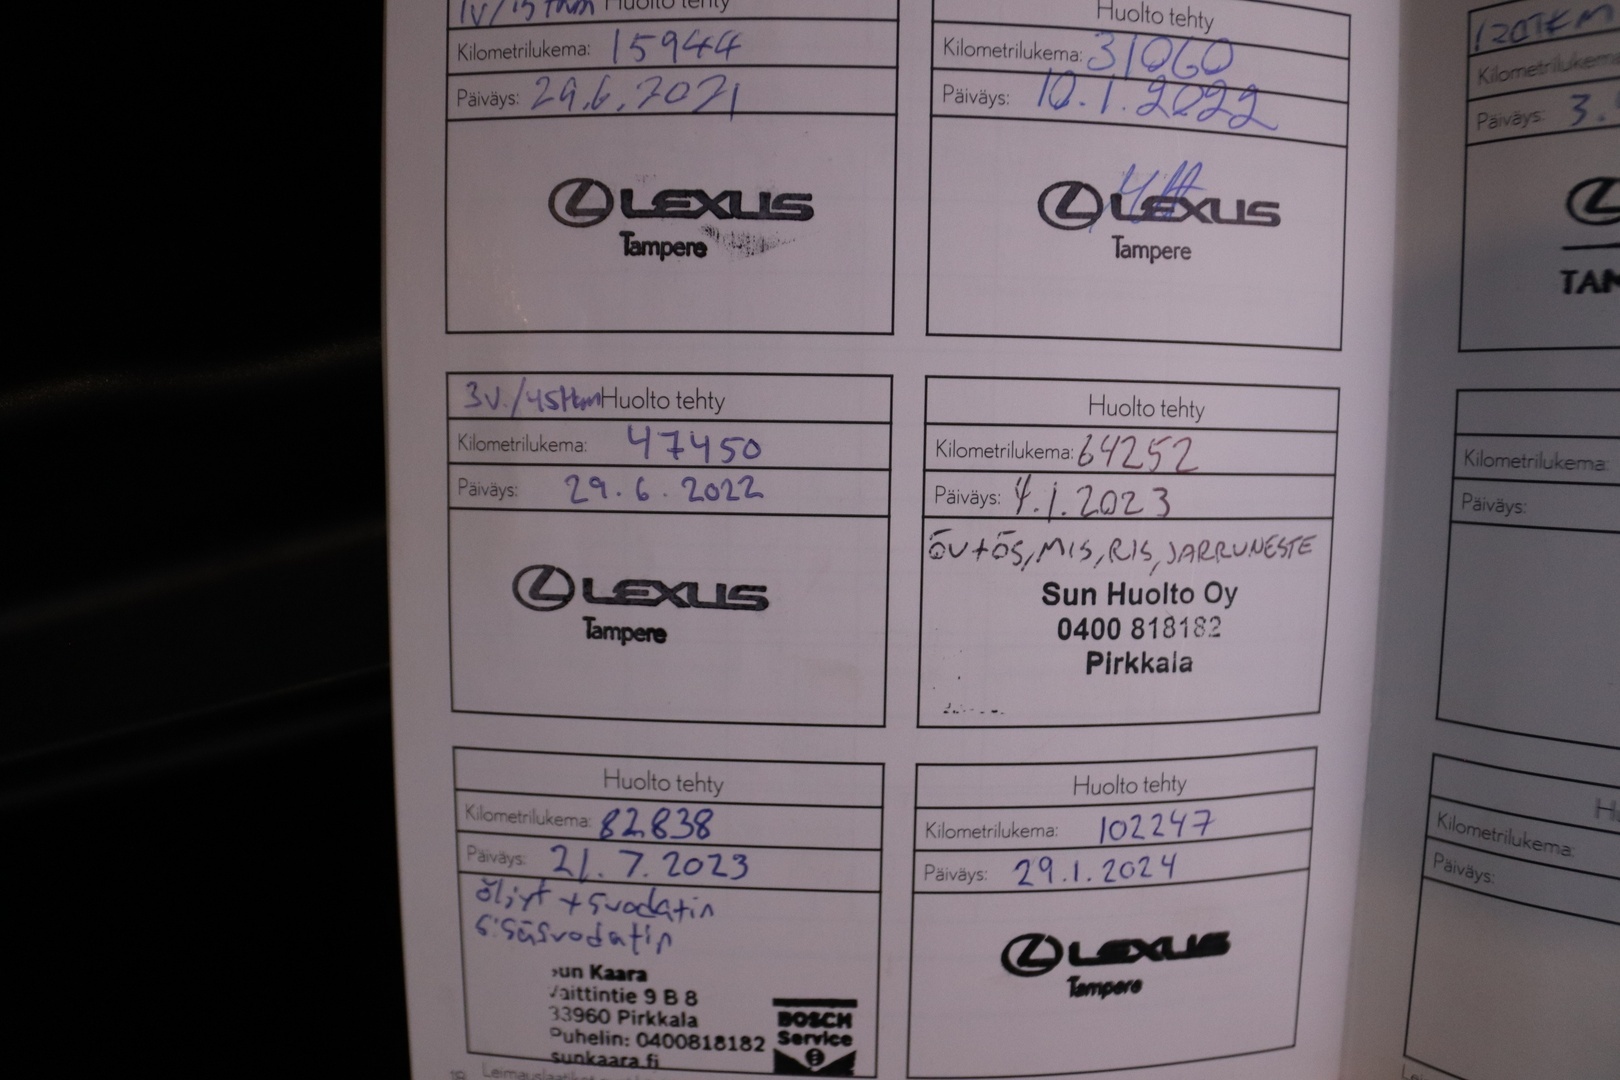 1V/15tkm Huolto tehty
Kilometrilukema: 15944
Päiväys: 29.6.2021
LEXUS
Tampere
Huolto tehty
Kilometrilukema: 31060
Päiväys: 10.1.2022
LEXUS
Tampere
3V./45tkm Huolto tehty
Kilometrilukema: 47450
Päiväys: 29.6.2022
LEXUS
Tampere
Huolto tehty
Kilometrilukema: 64252
Päiväys: 4.1.2023
ÖV+ÖS, MIS, RIS, JARRUNESTE
Sun Huolto Oy
0400 818182
Pirkkala
Huolto tehty
Kilometrilukema: 82838
Päiväys: 21.7.2023
öljyt + suodatin
sisäsuodatin
Sun Kaara
Vaittintie 9 B 8
33960 Pirkkala
Puhelin: 0400818182
sunkaara.fi
BOSCH
Service
Huolto tehty
Kilometrilukema: 102247
Päiväys: 29.1.2024
LEXUS
Tampere
120TKM
Kilometrilukema
Päiväys: 3.
TAM
Kilometrilukema:
Päiväys:
Kilometrilukema:
Päiväys: